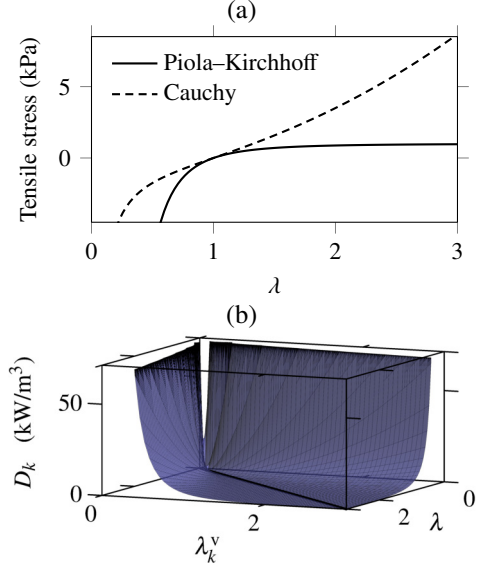 (a)
Tensile stress (kPa)
5
0
Piola–Kirchhoff
Cauchy
0 1 2 3
λ
(b)
D_k (kW/m³)
50
0
0
2
λ_k^v
2
0
λ